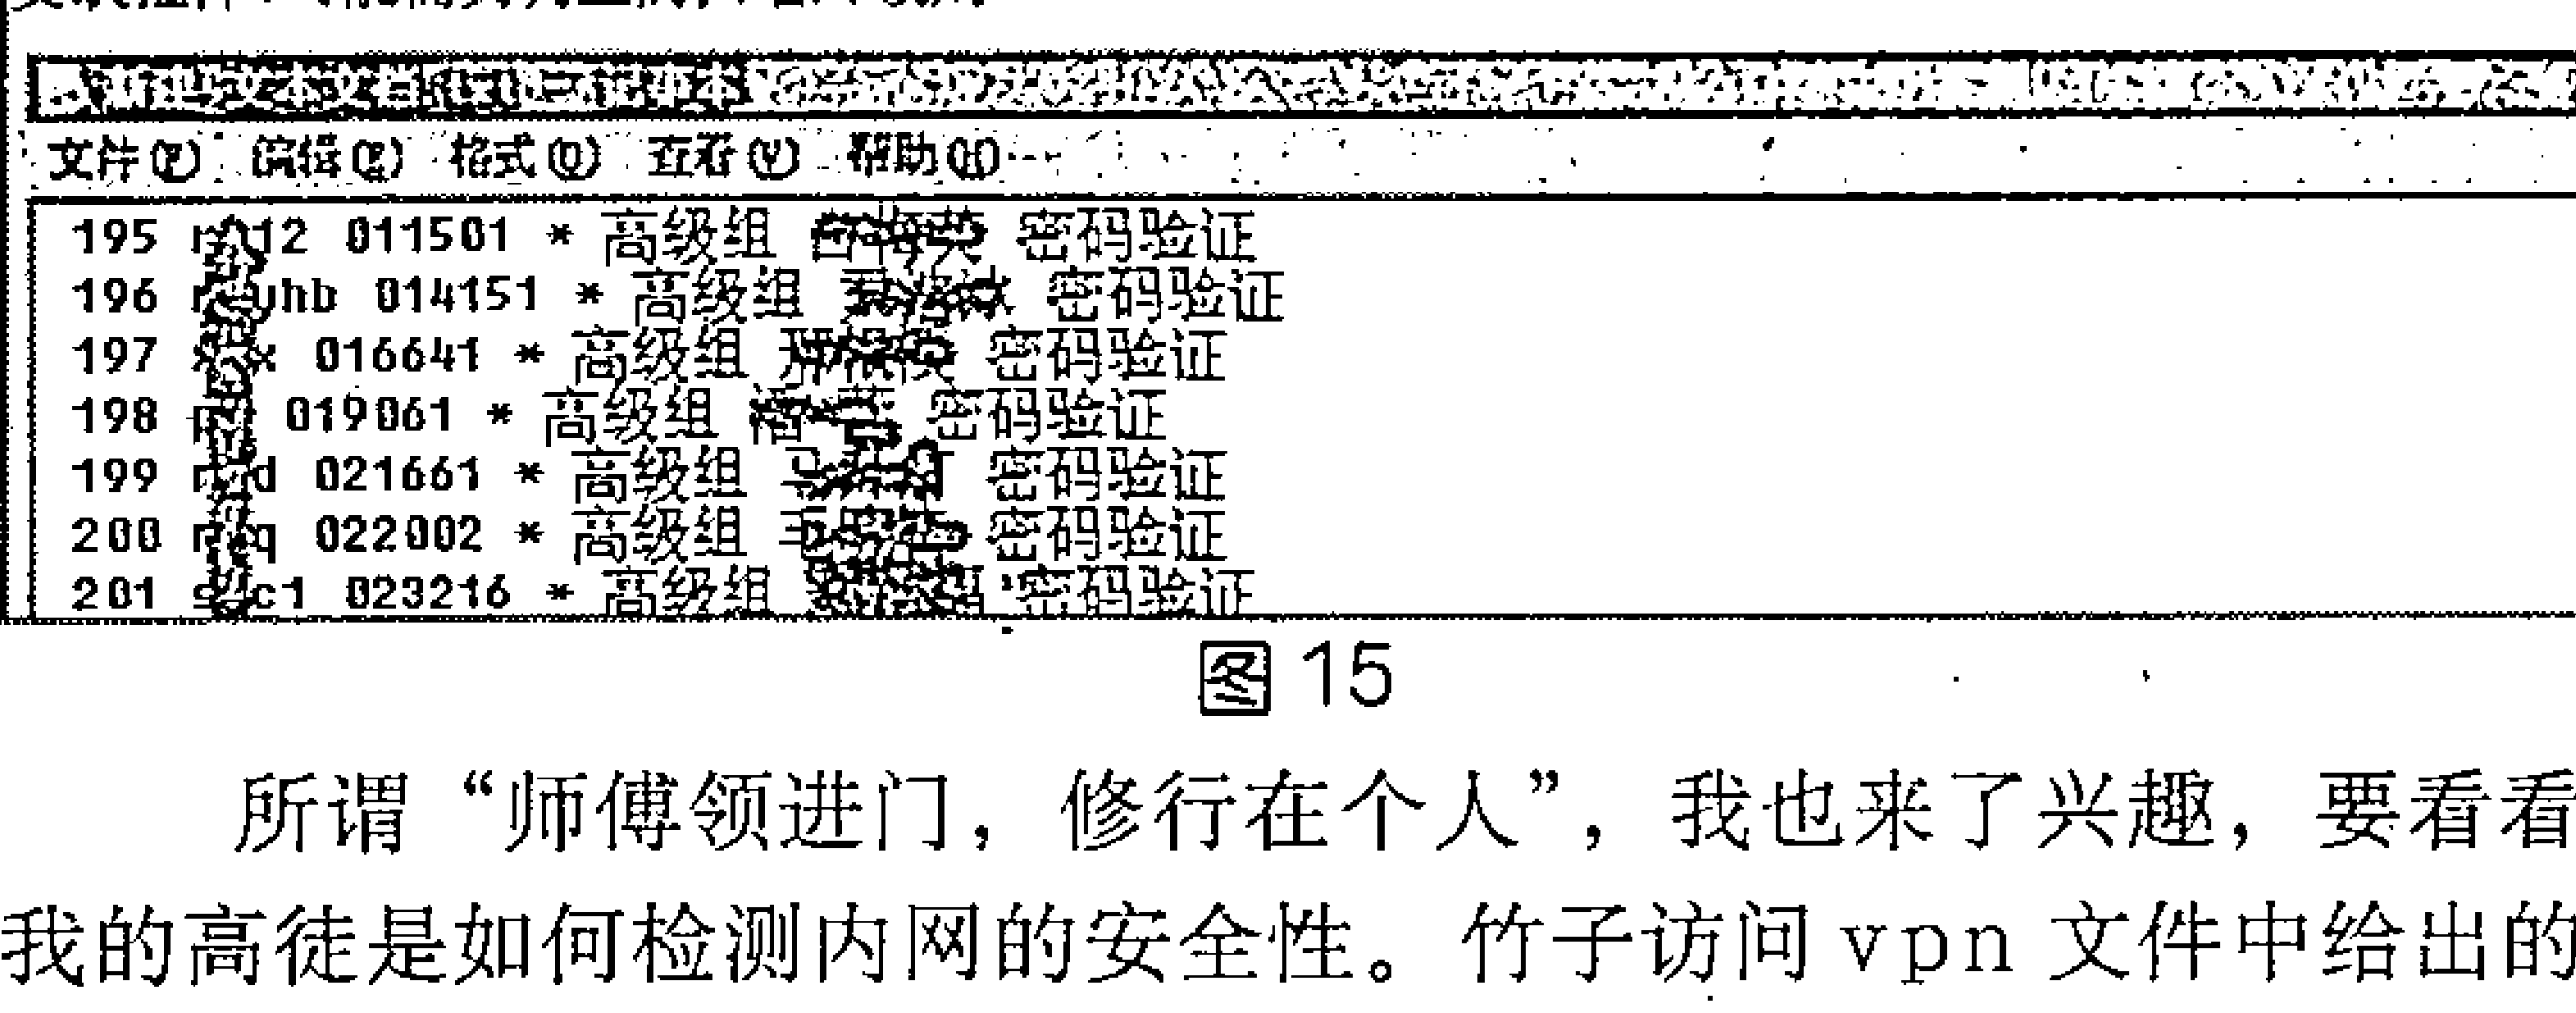 文件(F) 编辑(E) 格式(O) 查看(V) 帮助(H)
195 12 011501 * 高级组 密码验证
196 uhb 014151 * 高级组 密码验证
197 x 016641 * 高级组 密码验证
198 019061 * 高级组 密码验证
199 d 021661 * 高级组 密码验证
200 q 022002 * 高级组 密码验证
201 c1 023216 * 高级组 密码验证
图 15
所谓“师傅领进门，修行在个人”，我也来了兴趣，要看看
我的高徒是如何检测内网的安全性。竹子访问 vpn 文件中给出的